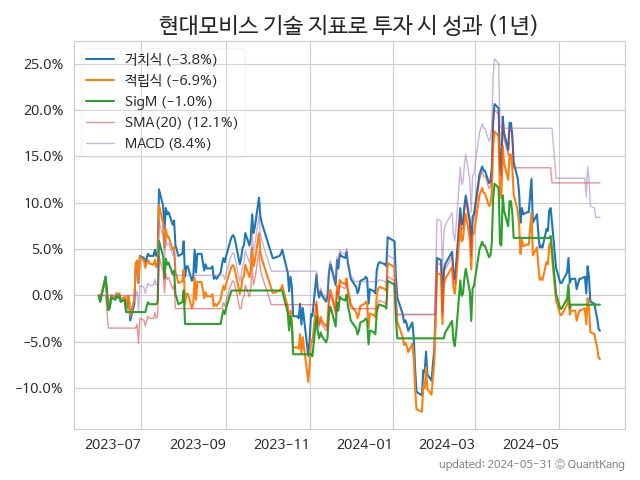 현대모비스 기술 지표로 투자 시 성과 (1년)
거치식 (−3.8%)
적립식 (−6.9%)
SigM (−1.0%)
SMA(20) (12.1%)
MACD (8.4%)
25.0%
20.0%
15.0%
10.0%
5.0%
0.0%
−5.0%
−10.0%
2023-07 2023-09 2023-11 2024-01 2024-03 2024-05
updated: 2024-05-31 © QuantKang